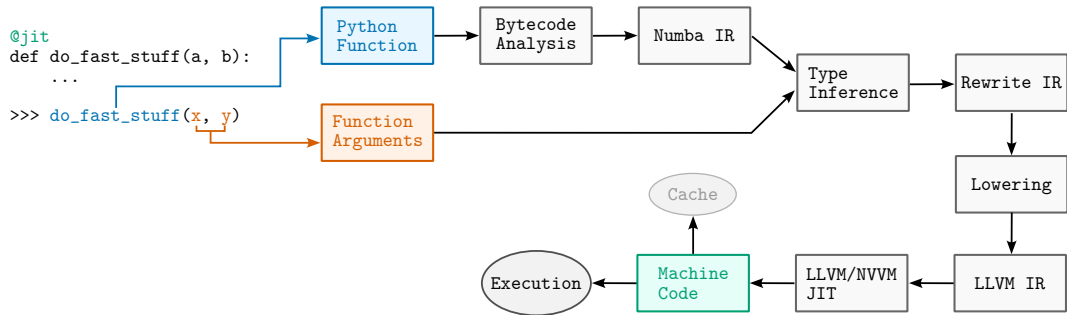 @jit
def do_fast_stuff(a, b):
    ...
>>> do_fast_stuff(x, y)
Python
Function
Bytecode
Analysis
Numba IR
Function
Arguments
Type
Inference
Rewrite IR
Lowering
LLVM IR
LLVM/NVVM
JIT
Machine
Code
Cache
Execution